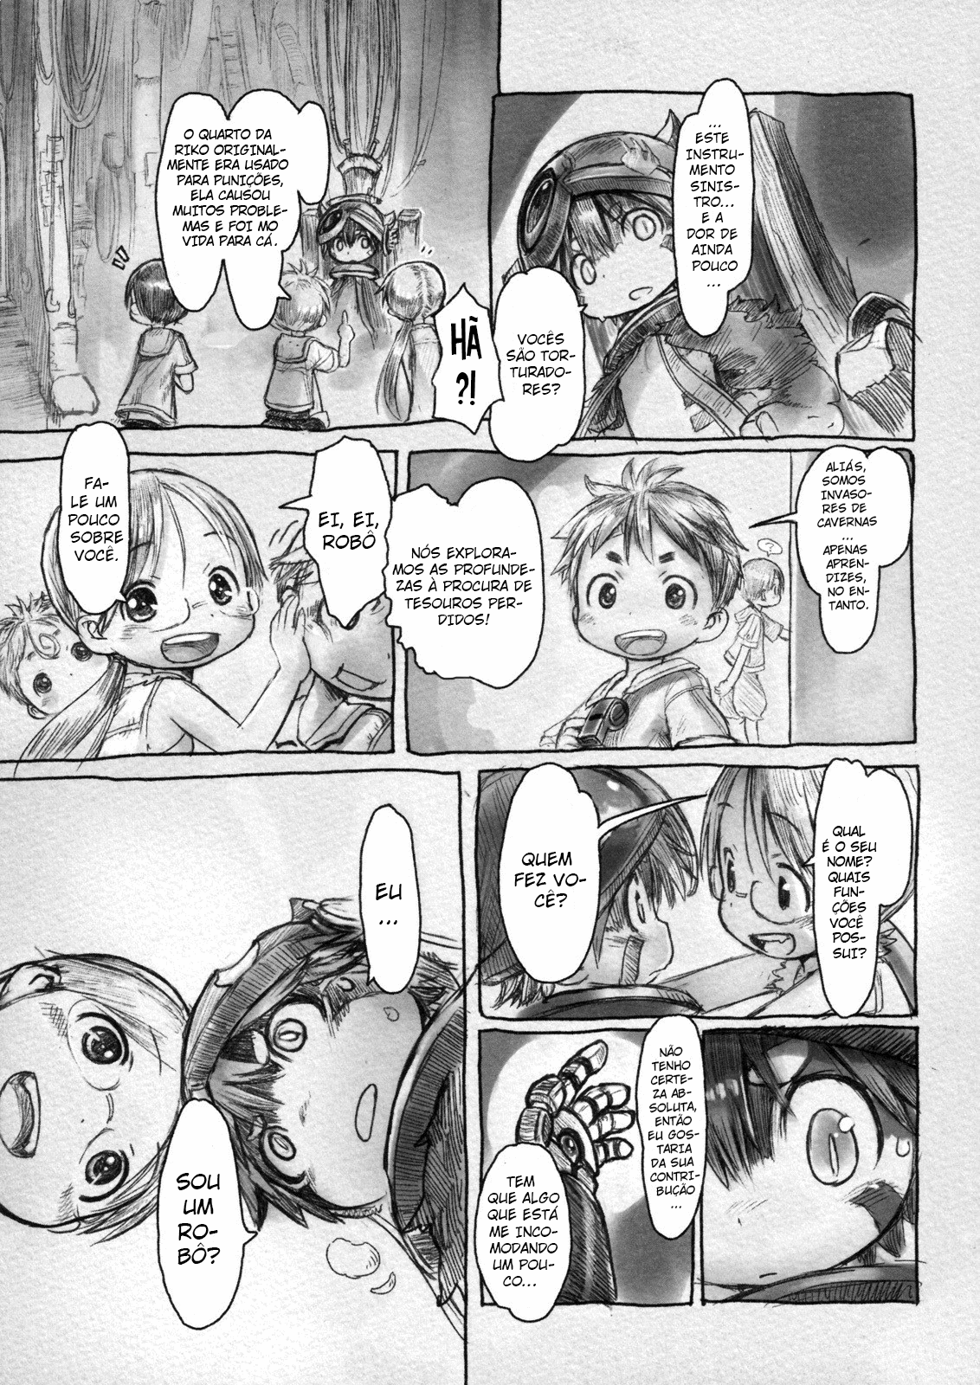 ...
ESTE
INSTRU-
MENTO
SINIS-
TRO...
E A
DOR DE
AINDA
POUCO
...
VOCÊS
SÃO TOR-
TURADO-
RES?
HÃ
?!
O QUARTO DA
RIKO ORIGINAL-
MENTE ERA USADO
PARA PUNIÇÕES,
ELA CAUSOU
MUITOS PROBLE-
MAS E FOI MO
VIDA PARA CÁ.
ALIÁS,
SOMOS
INVASO-
RES DE
CAVERNAS
...
APENAS
APREN-
DIZES,
NO EN-
TANTO.
NÓS EXPLORA-
MOS AS PROFUNDE-
ZAS À PROCURA DE
TESOUROS PER-
DIDOS!
EI, EI,
ROBÔ
FA-
LE UM
POUCO
SOBRE
VOCÊ.
QUAL
É O SEU
NOME?
QUAIS
FUN-
ÇÕES
VOCÊ
POS-
SUI?
QUEM
FEZ VO-
CÊ?
NÃO
TENHO
CERTE-
ZA AB-
SOLUTA,
ENTÃO
EU GOS-
TARIA
DA SUA
CONTRI-
BUÇÃO
...
TEM
QUE ALGO
QUE ESTÁ
ME INCO-
MODANDO
UM POU-
CO...
EU
...
SOU
UM
RO-
BÔ?